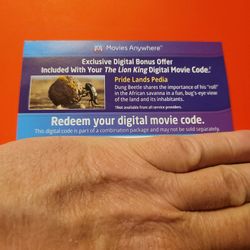 Movies Anywhere™
Exclusive Digital Bonus Offer
Included With Your The Lion King Digital Movie Code.*
Pride Lands Pedia
Dung Beetle shares the importance of his "roll"
in the African savanna in a fun, bug's-eye view
of the land and its inhabitants.
*Not available from all service providers.
Redeem your digital movie code.
This digital code is part of a combination package and may not be sold separately.